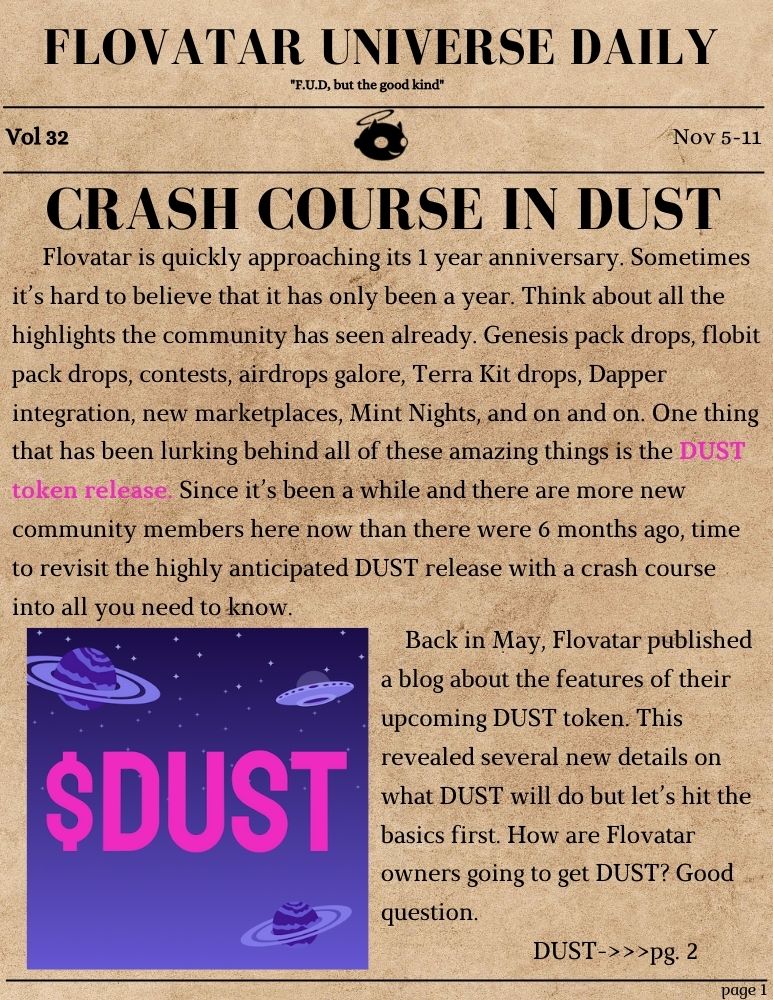 FLOVATAR UNIVERSE DAILY
"F.U.D, but the good kind"
Vol 32
Nov 5-11
CRASH COURSE IN DUST
Flovatar is quickly approaching its 1 year anniversary. Sometimes
it's hard to believe that it has only been a year. Think about all the
highlights the community has seen already. Genesis pack drops, flobit
pack drops, contests, airdrops galore, Terra Kit drops, Dapper
integration, new marketplaces, Mint Nights, and on and on. One thing
that has been lurking behind all of these amazing things is the DUST
token release. Since it's been a while and there are more new
community members here now than there were 6 months ago, time
to revisit the highly anticipated DUST release with a crash course
into all you need to know.
$DUST
Back in May, Flovatar published
a blog about the features of their
upcoming DUST token. This
revealed several new details on
what DUST will do but let's hit the
basics first. How are Flovatar
owners going to get DUST? Good
question.
DUST->>>pg. 2
page 1